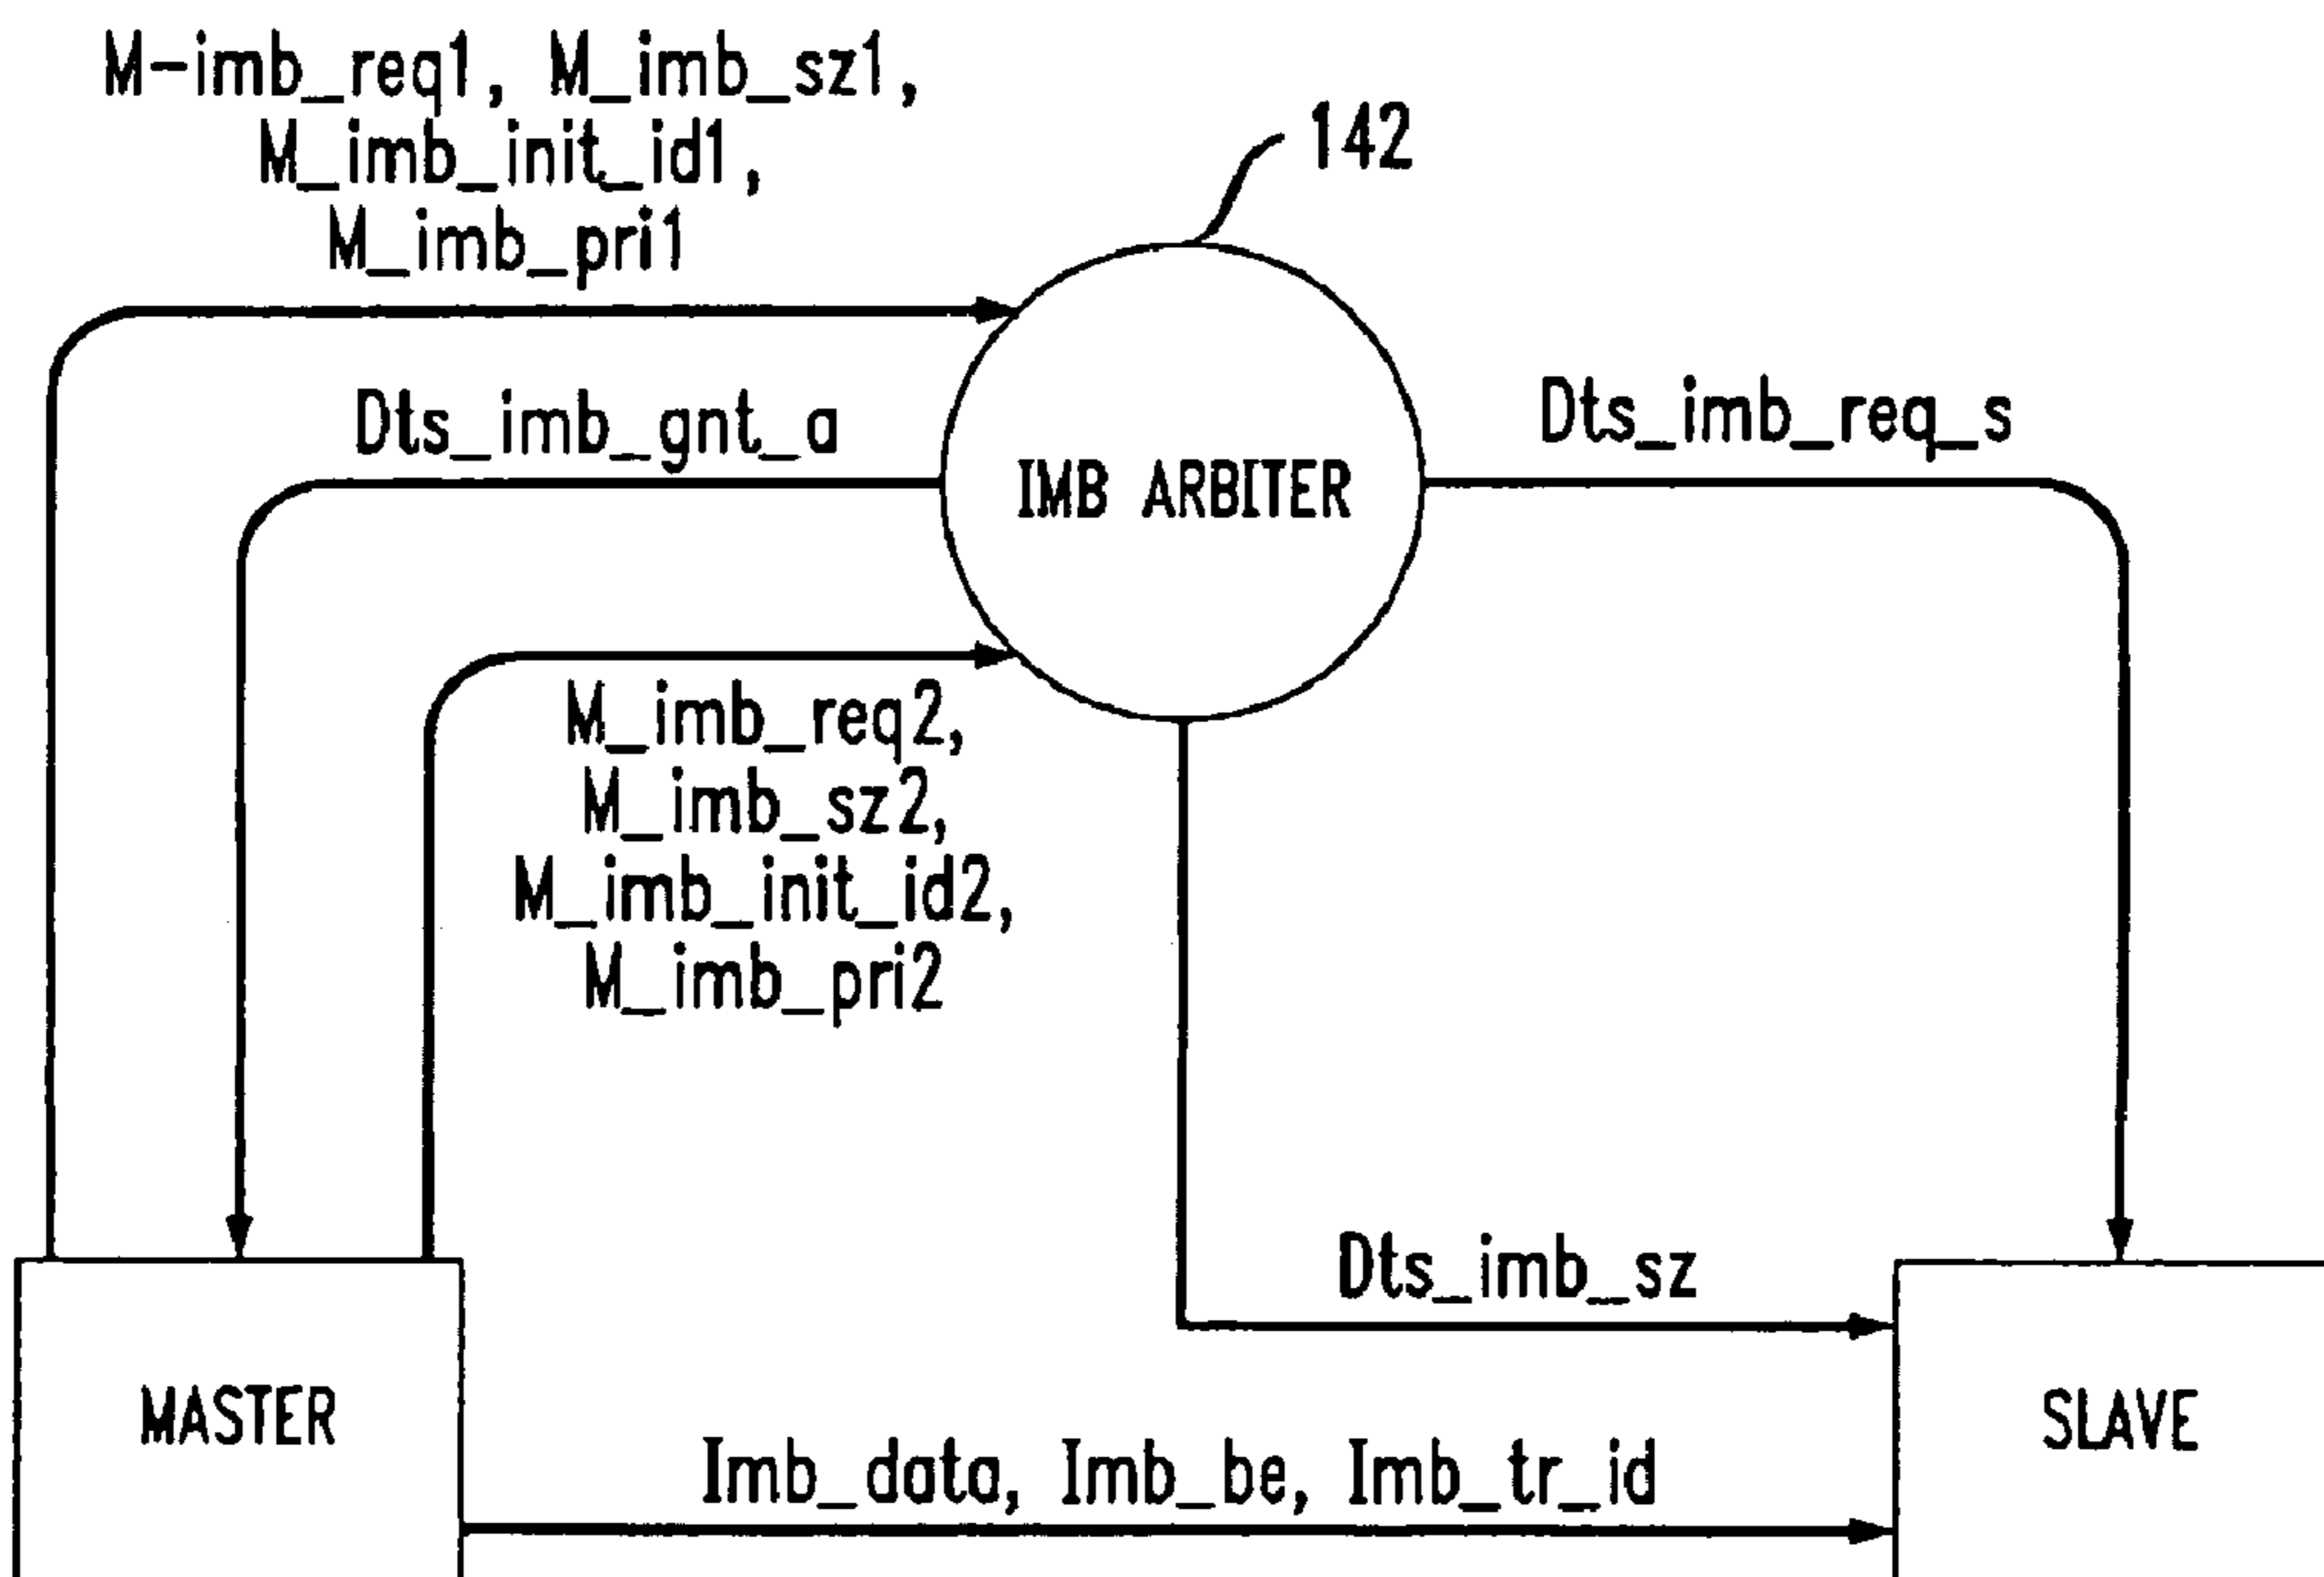 M-imb_req1, M_imb_sz1,
M_imb_init_id1,
M_imb_pri1
142
Dts_imb_gnt_a
Dts_imb_req_s
IMB ARBITER
M_imb_req2,
M_imb_sz2,
M_imb_init_id2,
M_imb_pri2
Dts_imb_sz
MASTER
SLAVE
Imb_data, Imb_be, Imb_tr_id